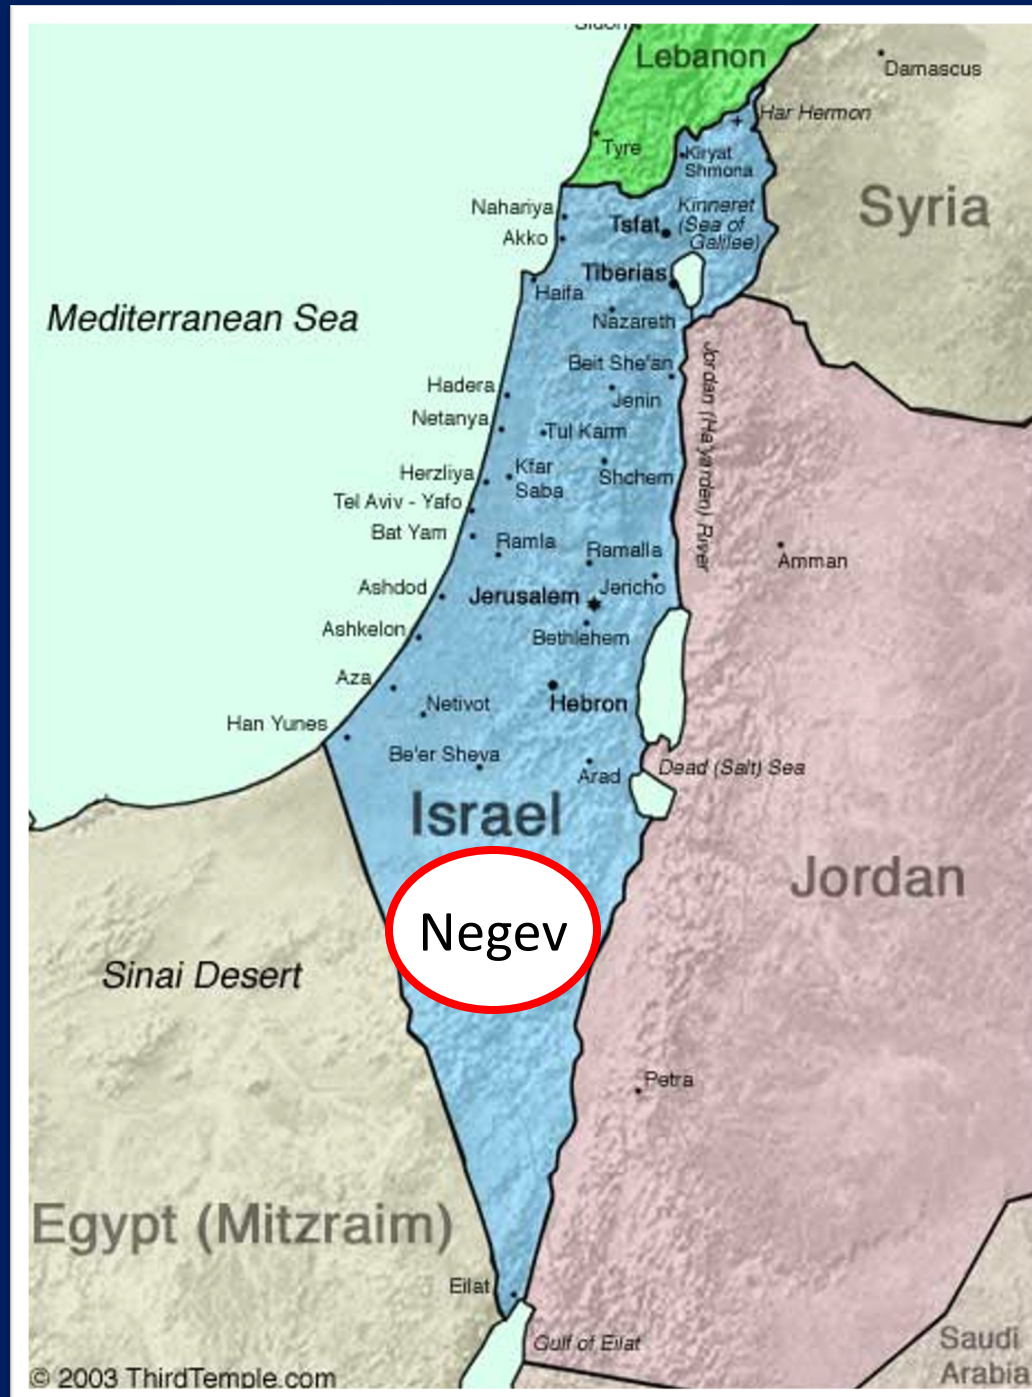 Sidon
Lebanon
Damascus
Har Hermon
Tyre
Kiryat
Shmona
Syria
Nahariya
Kinneret
(Sea of
Galilee)
Tsfat
Akko
Tiberias
Haifa
Mediterranean Sea
Nazareth
Jordan (Ha'yarden) River
Beit She'an
Hadera
Jenin
Netanya
Tul Karm
Herzliya
Kfar
Saba
Shchem
Tel Aviv - Yafo
Bat Yam
Ramla
Ramalla
Amman
Ashdod
Jericho
Jerusalem
Ashkelon
Bethlehem
Aza
Netivot
Hebron
Han Yunes
Be'er Sheva
Arad
Dead (Salt) Sea
Israel
Jordan
Negev
Sinai Desert
Petra
Egypt (Mitzraim)
Eilat
Gulf of Eilat
Saudi
Arabia
© 2003 ThirdTemple.com